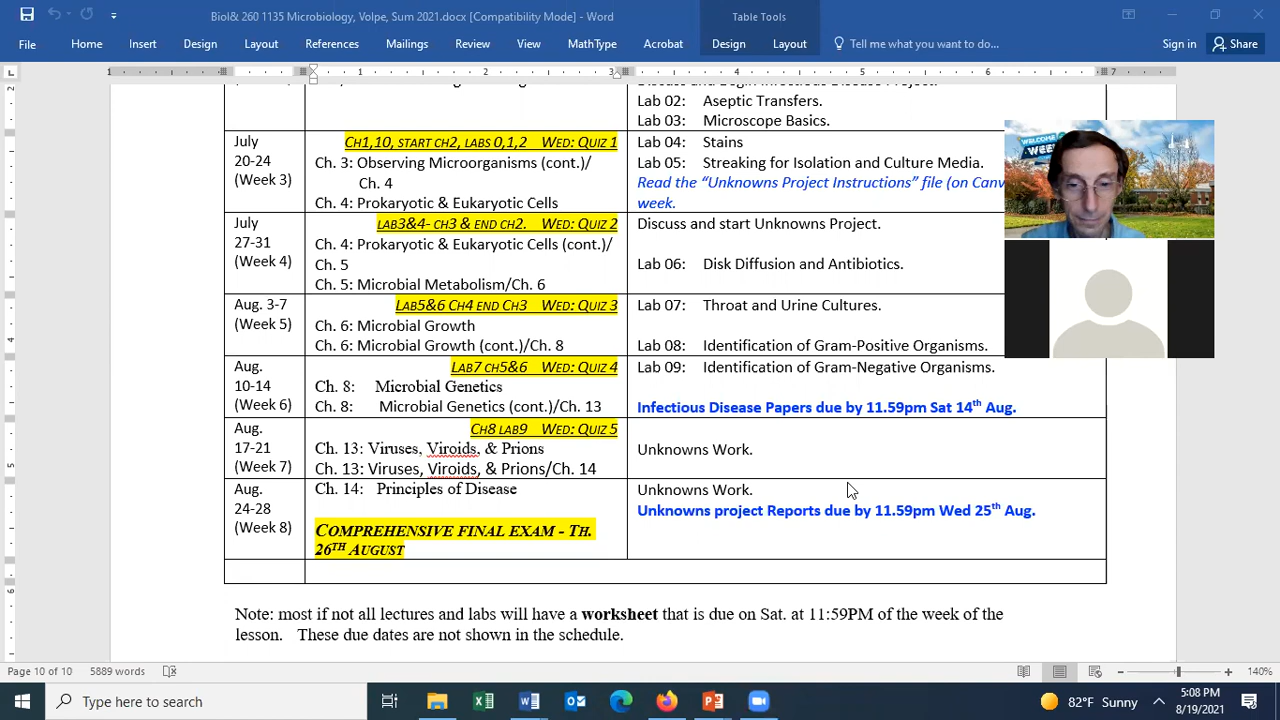 Biol& 260 1135 Microbiology, Volpe, Sum 2021.docx [Compatibility Mode] - Word
Table Tools
File Home Insert Design Layout References Mailings Review View MathType Acrobat Design Layout Tell me what you want to do... Sign in Share
1 1 2 3 4 5 6 7
Lab 02: Aseptic Transfers.
Lab 03: Microscope Basics.
July
20-24
(Week 3)
CH1,10, START CH2, LABS 0,1,2 WED: QUIZ 1
Ch. 3: Observing Microorganisms (cont.)/
Ch. 4
Ch. 4: Prokaryotic & Eukaryotic Cells
Lab 04: Stains
Lab 05: Streaking for Isolation and Culture Media.
Read the “Unknowns Project Instructions” file (on Canv
week.
WELCOME
WEEK
July
27-31
(Week 4)
LAB3&4- CH3 & END CH2. WED: QUIZ 2
Ch. 4: Prokaryotic & Eukaryotic Cells (cont.)/
Ch. 5
Ch. 5: Microbial Metabolism/Ch. 6
Discuss and start Unknowns Project.
Lab 06: Disk Diffusion and Antibiotics.
Aug. 3-7
(Week 5)
LAB5&6 CH4 END CH3 WED: QUIZ 3
Ch. 6: Microbial Growth
Ch. 6: Microbial Growth (cont.)/Ch. 8
Lab 07: Throat and Urine Cultures.
Lab 08: Identification of Gram-Positive Organisms.
Aug.
10-14
(Week 6)
LAB7 CH5&6 WED: QUIZ 4
Ch. 8: Microbial Genetics
Ch. 8: Microbial Genetics (cont.)/Ch. 13
Lab 09: Identification of Gram-Negative Organisms.
Infectious Disease Papers due by 11.59pm Sat 14th Aug.
Aug.
17-21
(Week 7)
CH8 LAB9 WED: QUIZ 5
Ch. 13: Viruses, Viroids, & Prions
Ch. 13: Viruses, Viroids, & Prions/Ch. 14
Unknowns Work.
Aug.
24-28
(Week 8)
Ch. 14: Principles of Disease
COMPREHENSIVE FINAL EXAM - TH.
26TH AUGUST
Unknowns Work.
Unknowns project Reports due by 11.59pm Wed 25th Aug.
Note: most if not all lectures and labs will have a worksheet that is due on Sat. at 11:59PM of the week of the
lesson. These due dates are not shown in the schedule.
Page 10 of 10 5889 words 140%
Type here to search
82°F Sunny
5:08 PM
8/19/2021